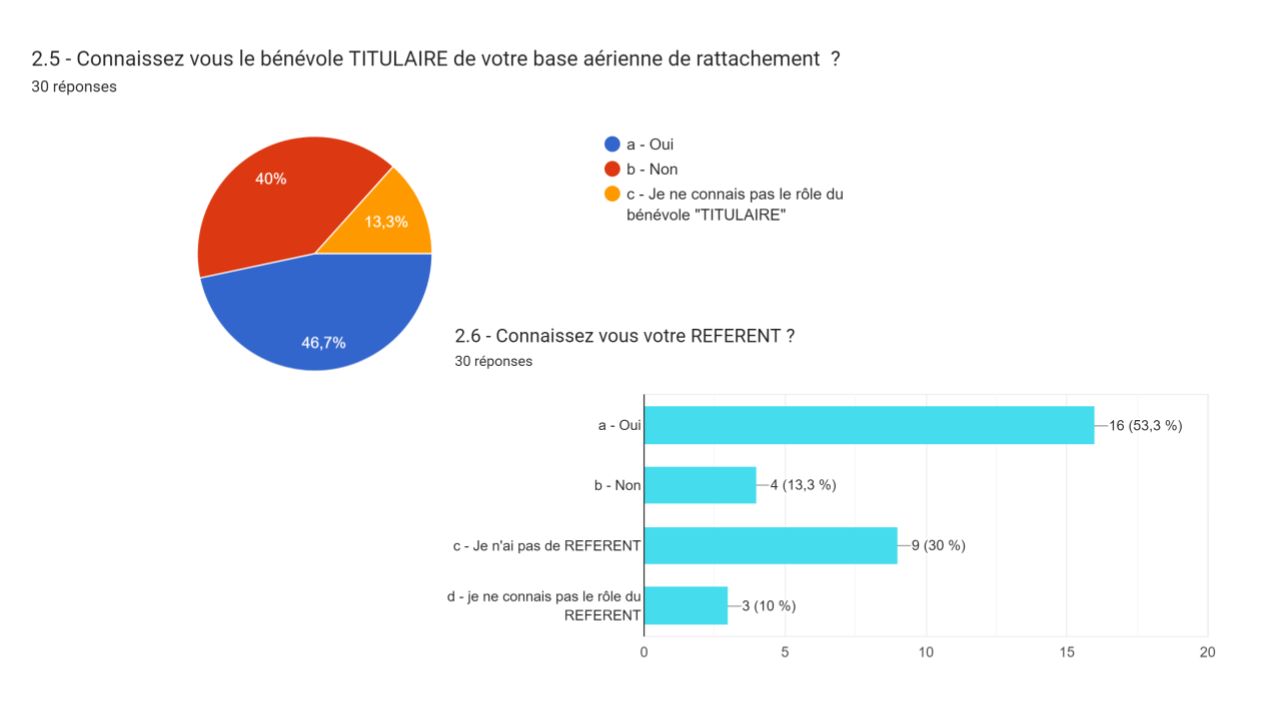 2.5 - Connaissez vous le bénévole TITULAIRE de votre base aérienne de rattachement  ?
30 réponses
a - Oui
b - Non
c - Je ne connais pas le rôle du
bénévole "TITULAIRE"
40%
13,3%
46,7%
2.6 - Connaissez vous votre REFERENT ?
30 réponses
a - Oui
16 (53,3 %)
b - Non
4 (13,3 %)
c - Je n'ai pas de REFERENT
9 (30 %)
d - je ne connais pas le rôle du
REFERENT
3 (10 %)
0
5
10
15
20